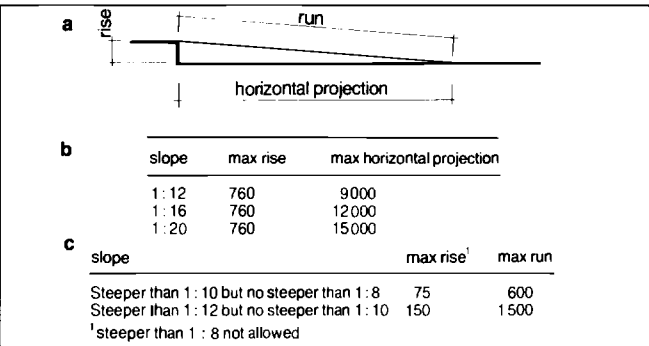 a
rise
run
horizontal projection
b
slope max rise max horizontal projection
1 : 12 760 9000
1 : 16 760 12000
1 : 20 760 15000
c
slope max rise¹ max run
Steeper than 1 : 10 but no steeper than 1 : 8 75 600
Steeper than 1 : 12 but no steeper than 1 : 10 150 1500
¹steeper than 1 : 8 not allowed